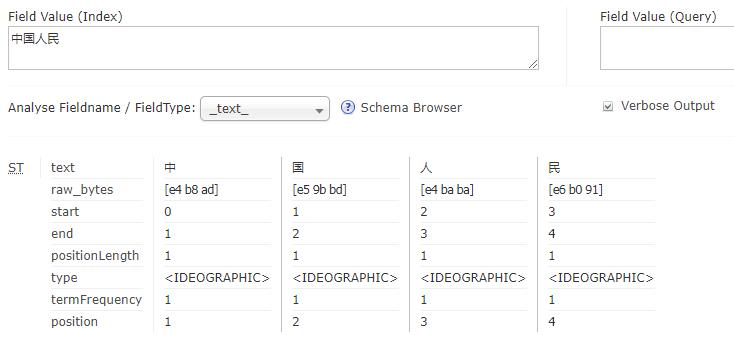 Field Value (Index) Field Value (Query)
中国人民
Analyse Fieldname / FieldType: _text_ ? Schema Browser Verbose Output
ST text 中 国 人 民
raw_bytes [e4 b8 ad] [e5 9b bd] [e4 ba ba] [e6 b0 91]
start 0 1 2 3
end 1 2 3 4
positionLength 1 1 1 1
type <IDEOGRAPHIC> <IDEOGRAPHIC> <IDEOGRAPHIC> <IDEOGRAPHIC>
termFrequency 1 1 1 1
position 1 2 3 4